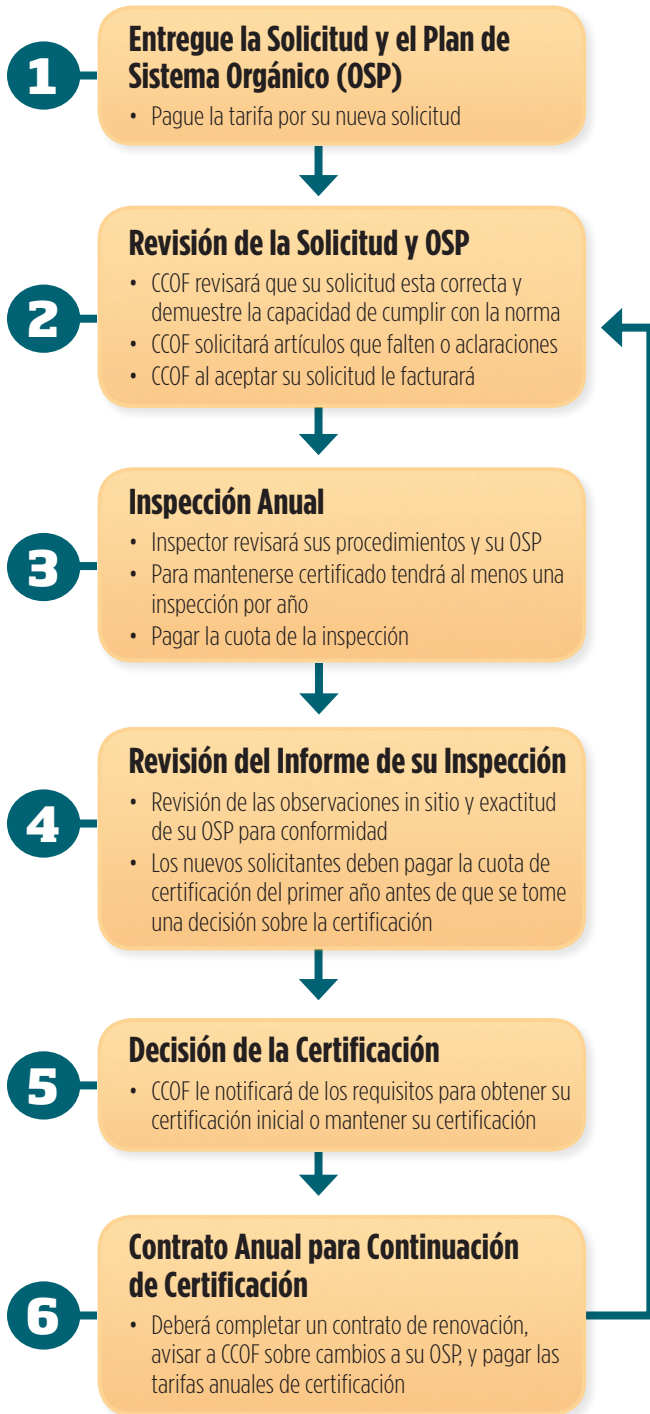 1
Entregue la Solicitud y el Plan de
Sistema Orgánico (OSP)
• Pague la tarifa por su nueva solicitud
2
Revisión de la Solicitud y OSP
• CCOF revisará que su solicitud esta correcta y
demuestre la capacidad de cumplir con la norma
• CCOF solicitará artículos que falten o aclaraciones
• CCOF al aceptar su solicitud le facturará
3
Inspección Anual
• Inspector revisará sus procedimientos y su OSP
• Para mantenerse certificado tendrá al menos una
inspección por año
• Pagar la cuota de la inspección
4
Revisión del Informe de su Inspección
• Revisión de las observaciones in sitio y exactitud
de su OSP para conformidad
• Los nuevos solicitantes deben pagar la cuota de
certificación del primer año antes de que se tome
una decisión sobre la certificación
5
Decisión de la Certificación
• CCOF le notificará de los requisitos para obtener su
certificación inicial o mantener su certificación
6
Contrato Anual para Continuación
de Certificación
• Deberá completar un contrato de renovación,
avisar a CCOF sobre cambios a su OSP, y pagar las
tarifas anuales de certificación